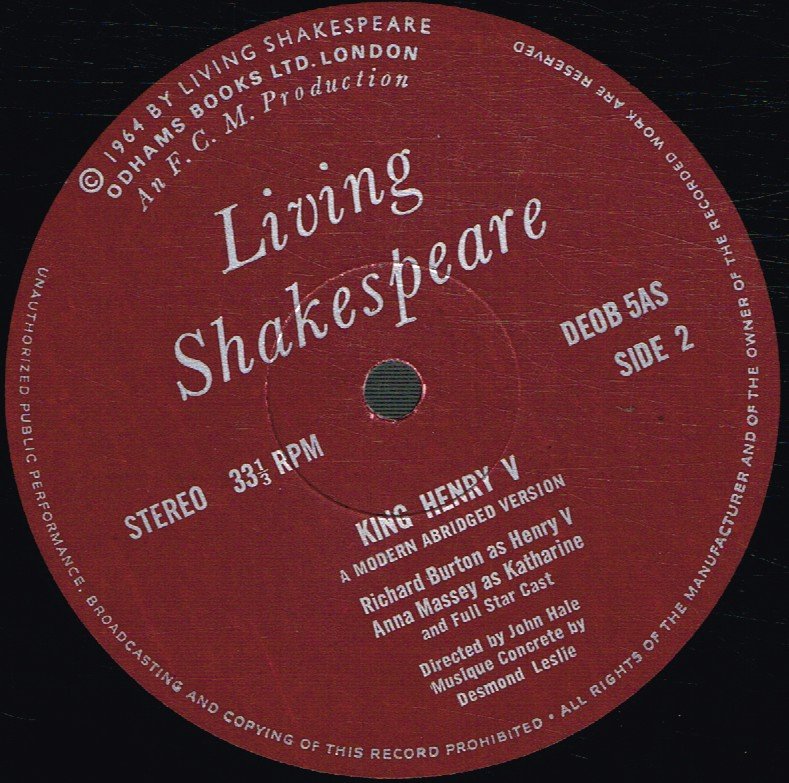 © 1964 BY LIVING SHAKESPEARE
ODHAMS BOOKS LTD. LONDON
An F. C. M. Production
Living
Shakespeare
DEOB 5AS
SIDE 2
STEREO 33⅓ RPM
KING HENRY V
A MODERN ABRIDGED VERSION
Richard Burton as Henry V
Anna Massey as Katharine
and Full Star Cast
Directed by John Hale
Musique Concrete by
Desmond Leslie
UNAUTHORIZED PUBLIC PERFORMANCE, BROADCASTING AND COPYING OF THIS RECORD PROHIBITED • ALL RIGHTS OF THE MANUFACTURER AND OF THE OWNER OF THE RECORDED WORK ARE RESERVED